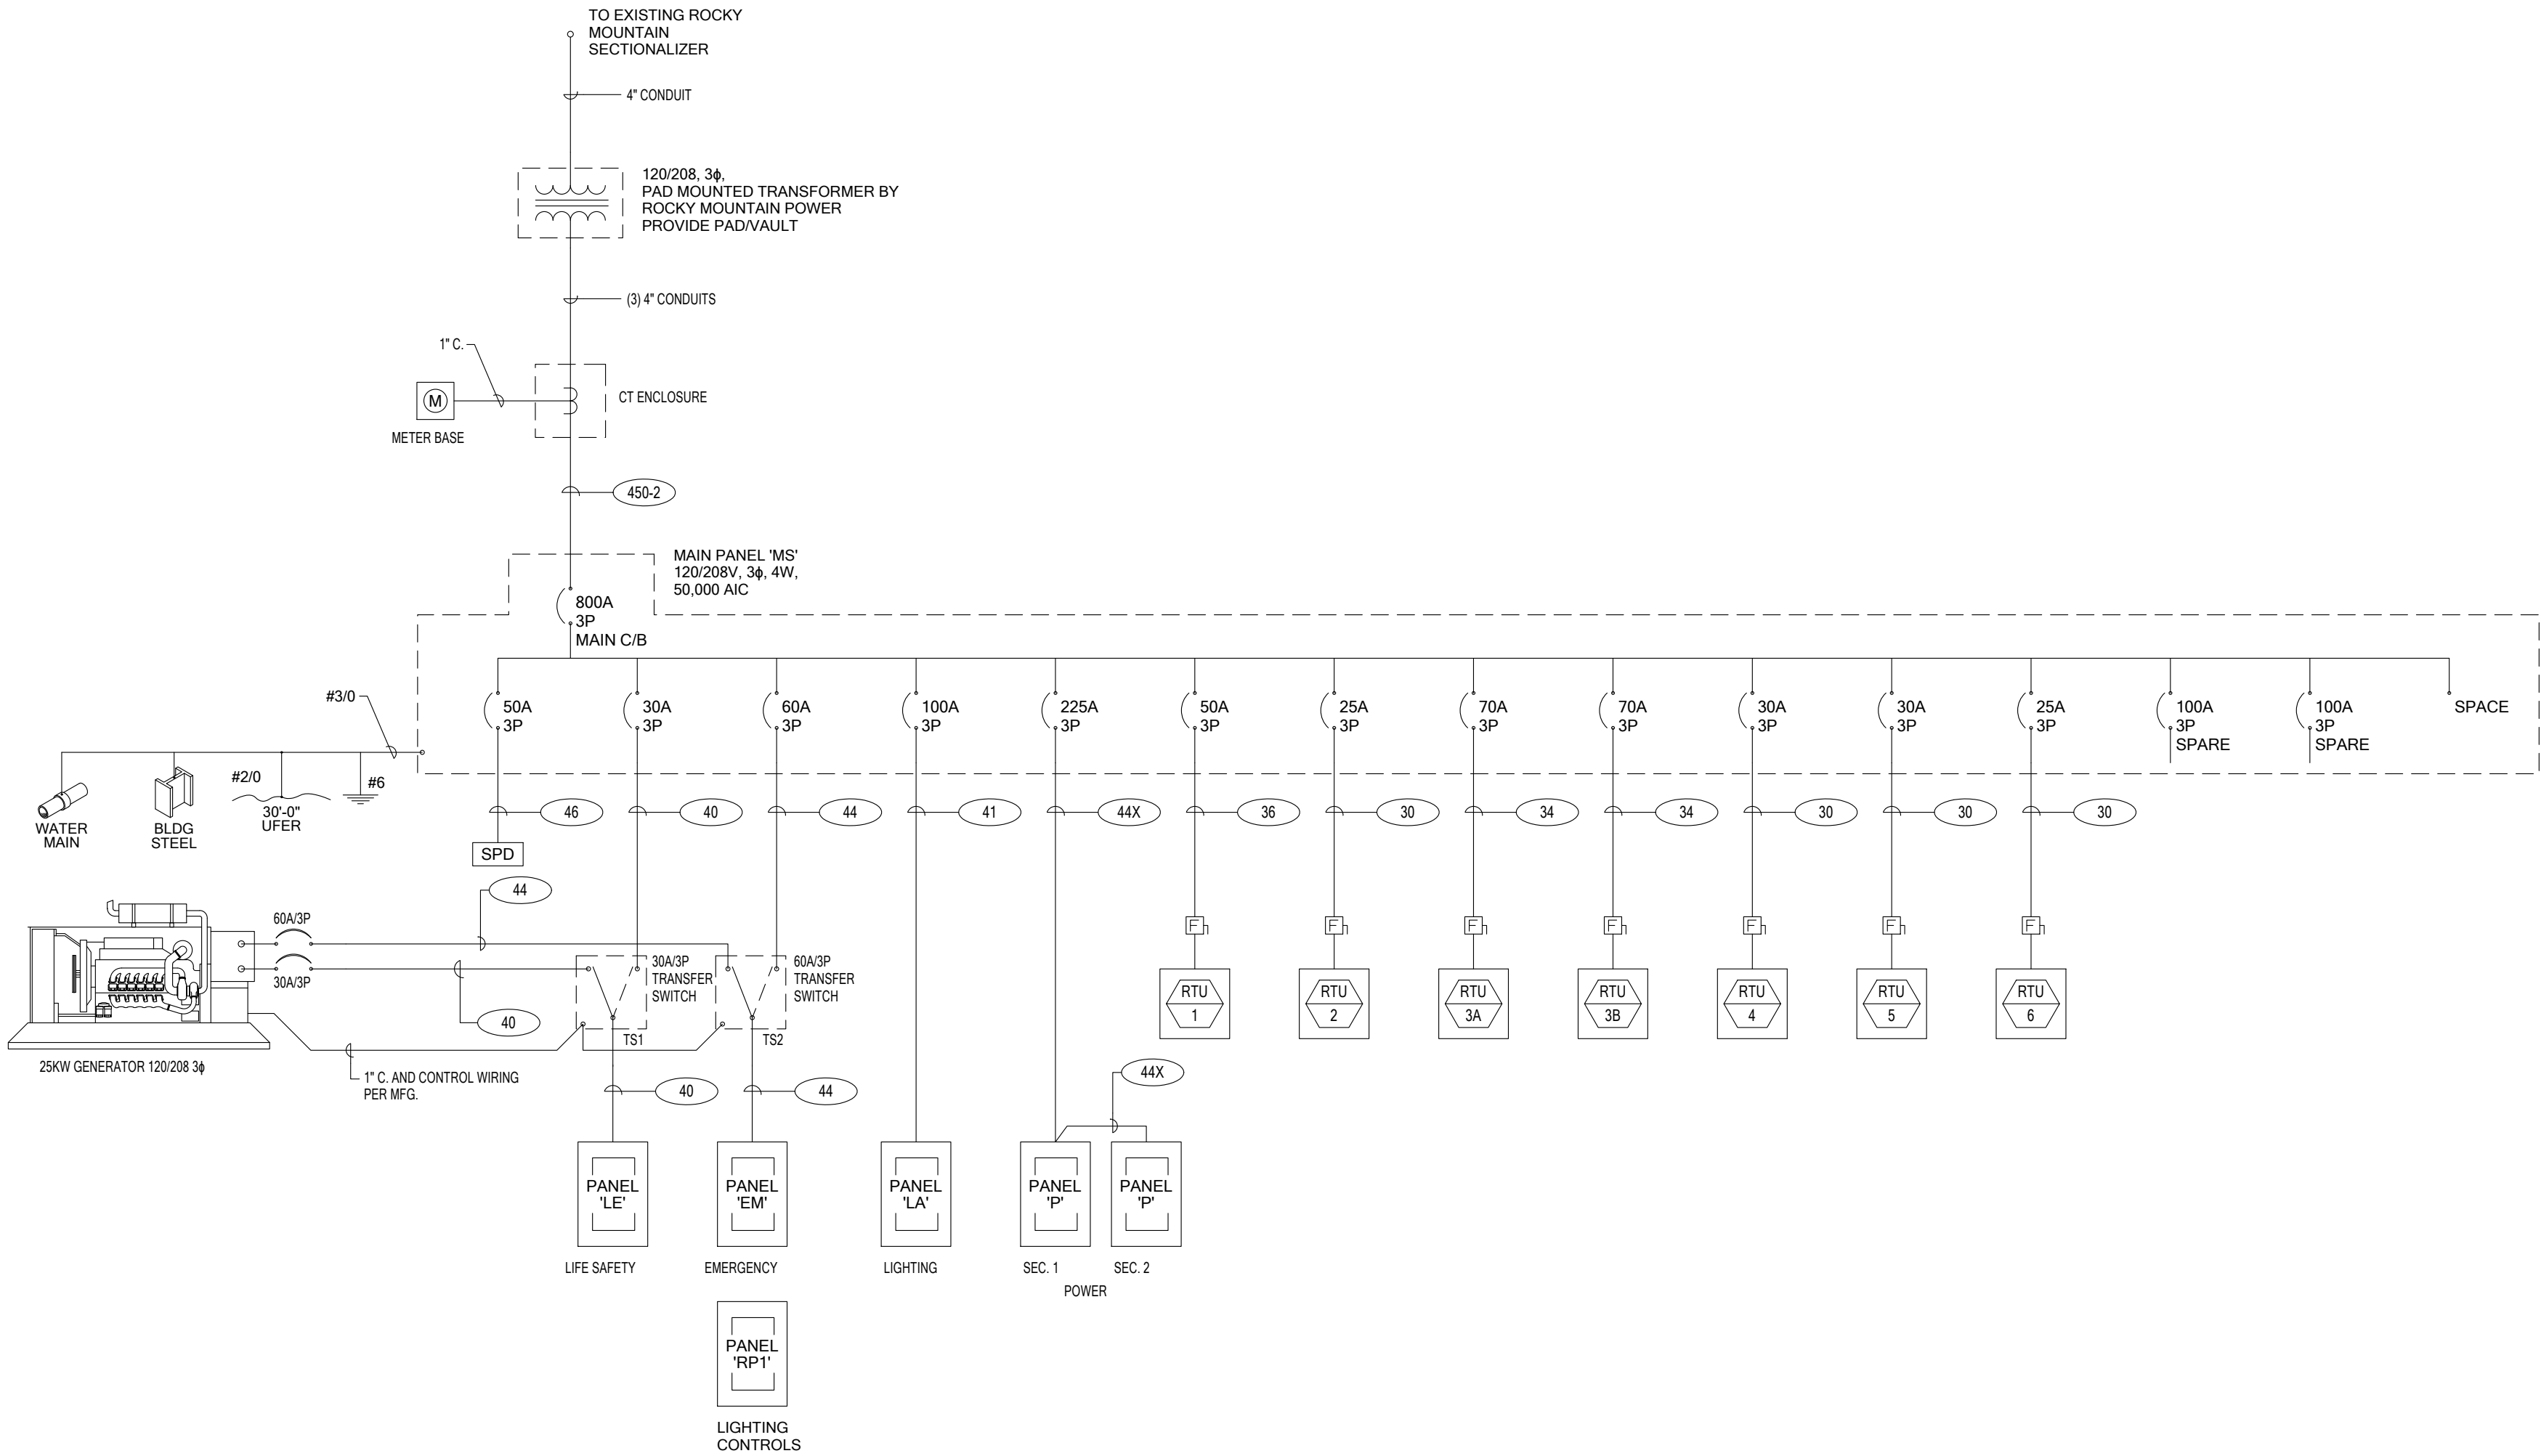 TO EXISTING ROCKY
MOUNTAIN
SECTIONALIZER
4" CONDUIT
120/208, 3ϕ,
PAD MOUNTED TRANSFORMER BY
ROCKY MOUNTAIN POWER
PROVIDE PAD/VAULT
(3) 4" CONDUITS
1" C.
M
CT ENCLOSURE
METER BASE
450-2
MAIN PANEL 'MS'
120/208V, 3ϕ, 4W,
50,000 AIC
800A
3P
MAIN C/B
#3/0
50A
3P
30A
3P
60A
3P
100A
3P
225A
3P
50A
3P
25A
3P
70A
3P
70A
3P
30A
3P
30A
3P
25A
3P
100A
3P
SPARE
100A
3P
SPARE
SPACE
WATER
MAIN
BLDG
STEEL
#2/0
30'-0"
UFER
#6
46
40
44
41
44X
36
30
34
34
30
30
30
SPD
44
60A/3P
30A/3P
40
25KW GENERATOR 120/208 3ϕ
1" C. AND CONTROL WIRING
PER MFG.
30A/3P
TRANSFER
SWITCH
TS1
60A/3P
TRANSFER
SWITCH
TS2
F
F
F
F
F
F
F
RTU
1
RTU
2
RTU
3A
RTU
3B
RTU
4
RTU
5
RTU
6
40
44
44X
PANEL
'LE'
PANEL
'EM'
PANEL
'LA'
PANEL
'P'
PANEL
'P'
LIFE SAFETY
EMERGENCY
LIGHTING
SEC. 1
SEC. 2
POWER
PANEL
'RP1'
LIGHTING
CONTROLS